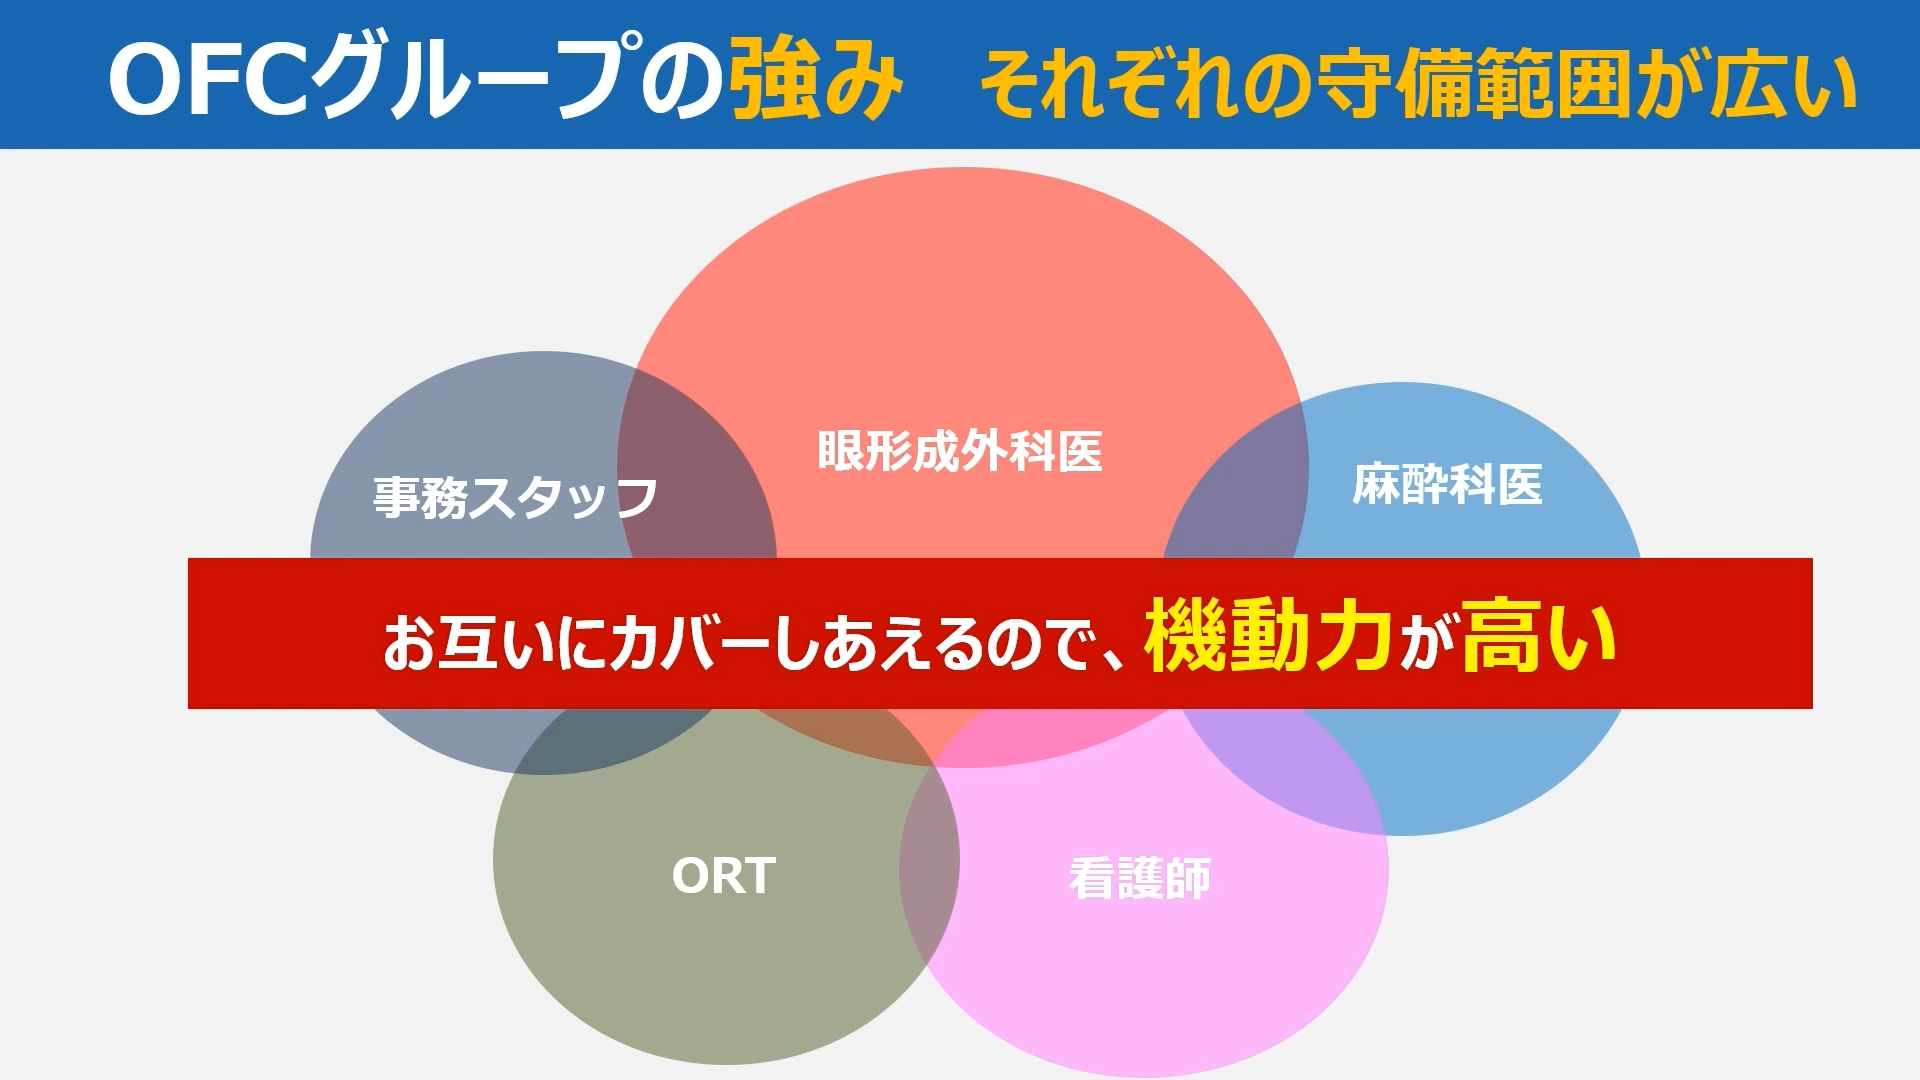 OFCグループの強み　それぞれの守備範囲が広い
眼形成外科医
事務スタッフ
麻酔科医
お互いにカバーしあえるので、機動力が高い
ORT
看護師